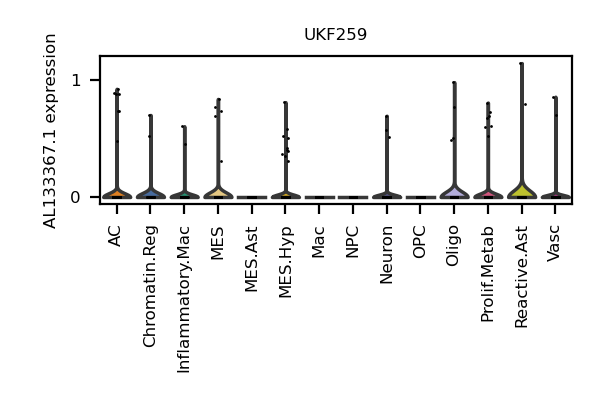 UKF259
AL133367.1 expression
1
0
AC
Chromatin.Reg
Inflammatory.Mac
MES
MES.Ast
MES.Hyp
Mac
NPC
Neuron
OPC
Oligo
Prolif.Metab
Reactive.Ast
Vasc